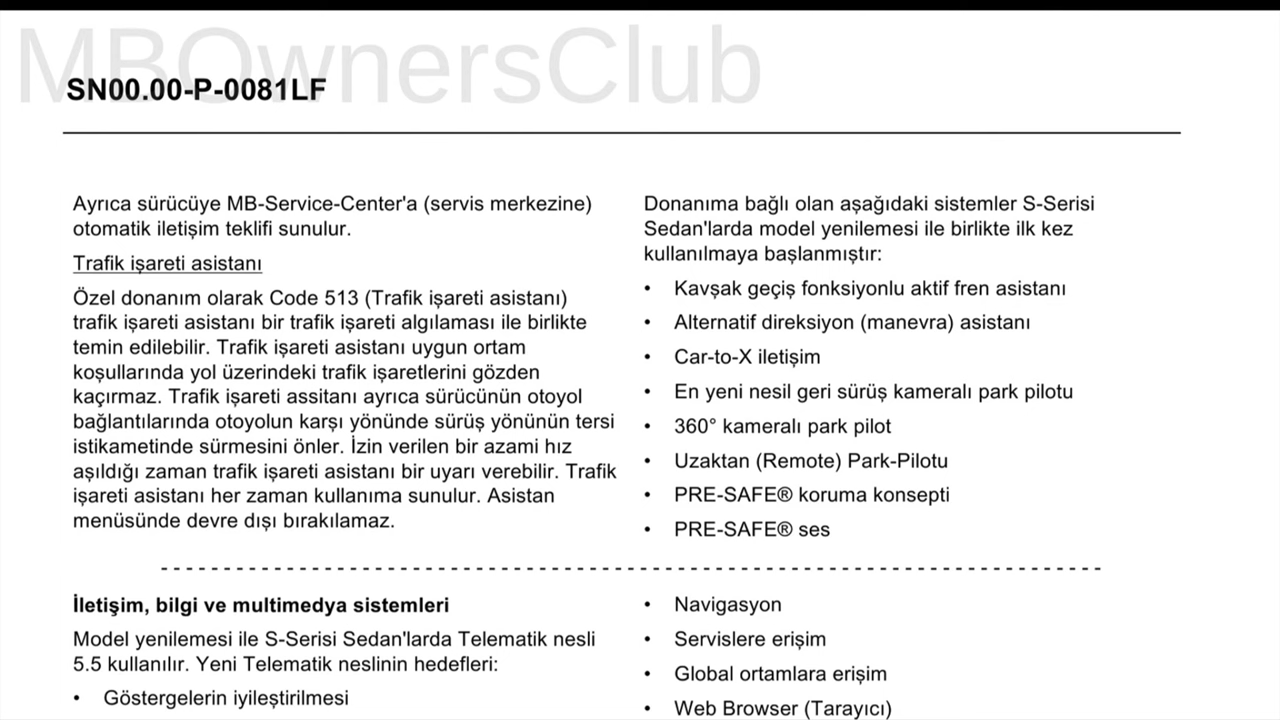 MBOwnersClub
SN00.00-P-0081LF
Ayrıca sürücüye MB-Service-Center'a (servis merkezine)
otomatik iletişim teklifi sunulur.
Trafik işareti asistanı
Özel donanım olarak Code 513 (Trafik işareti asistanı)
trafik işareti asistanı bir trafik işareti algılaması ile birlikte
temin edilebilir. Trafik işareti asistanı uygun ortam
koşullarında yol üzerindeki trafik işaretlerini gözden
kaçırmaz. Trafik işareti assitanı ayrıca sürücünün otoyol
bağlantılarında otoyolun karşı yönünde sürüş yönünün tersi
istikametinde sürmesini önler. İzin verilen bir azami hız
aşıldığı zaman trafik işareti asistanı bir uyarı verebilir. Trafik
işareti asistanı her zaman kullanıma sunulur. Asistan
menüsünde devre dışı bırakılamaz.
Donanıma bağlı olan aşağıdaki sistemler S-Serisi
Sedan'larda model yenilemesi ile birlikte ilk kez
kullanılmaya başlanmıştır:
• Kavşak geçiş fonksiyonlu aktif fren asistanı
• Alternatif direksiyon (manevra) asistanı
• Car-to-X iletişim
• En yeni nesil geri sürüş kameralı park pilotu
• 360° kameralı park pilot
• Uzaktan (Remote) Park-Pilotu
• PRE-SAFE® koruma konsepti
• PRE-SAFE® ses
İletişim, bilgi ve multimedya sistemleri
Model yenilemesi ile S-Serisi Sedan'larda Telematik nesli
5.5 kullanılır. Yeni Telematik neslinin hedefleri:
• Göstergelerin iyileştirilmesi
• Navigasyon
• Servislere erişim
• Global ortamlara erişim
• Web Browser (Tarayıcı)